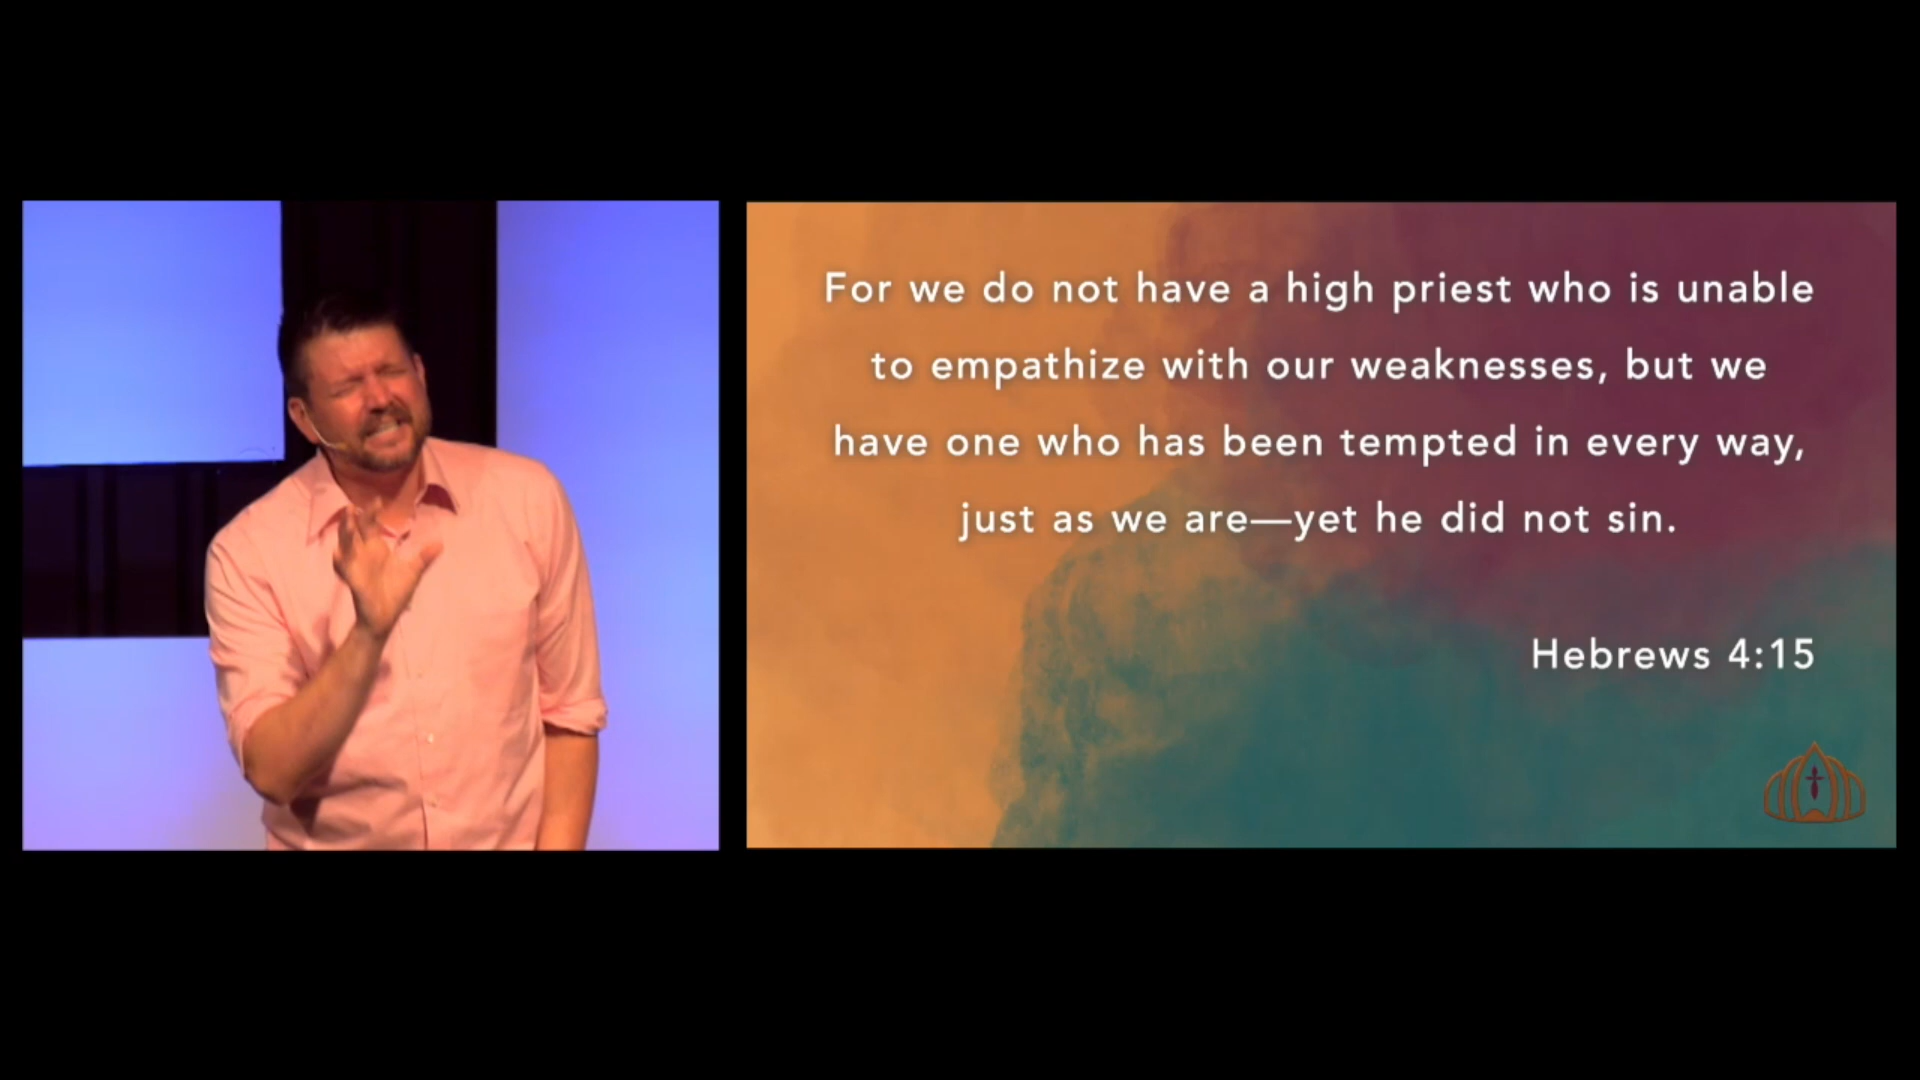 For we do not have a high priest who is unable
to empathize with our weaknesses, but we
have one who has been tempted in every way,
just as we are—yet he did not sin.
Hebrews 4:15